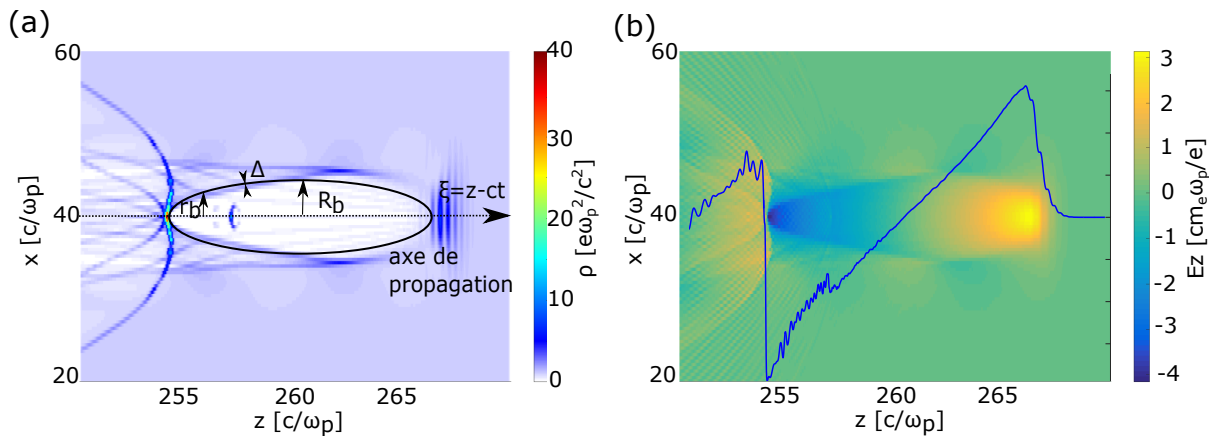 (a)
60
40
20
x [c/ωp]
255
260
265
z [c/ωp]
Δ
rb
Rb
ξ=z-ct
axe de
propagation
40
30
20
10
0
ρ [eωp²/c²]
(b)
60
40
20
x [c/ωp]
255
260
265
z [c/ωp]
3
2
1
0
-1
-2
-3
-4
Ez [cmeωp/e]